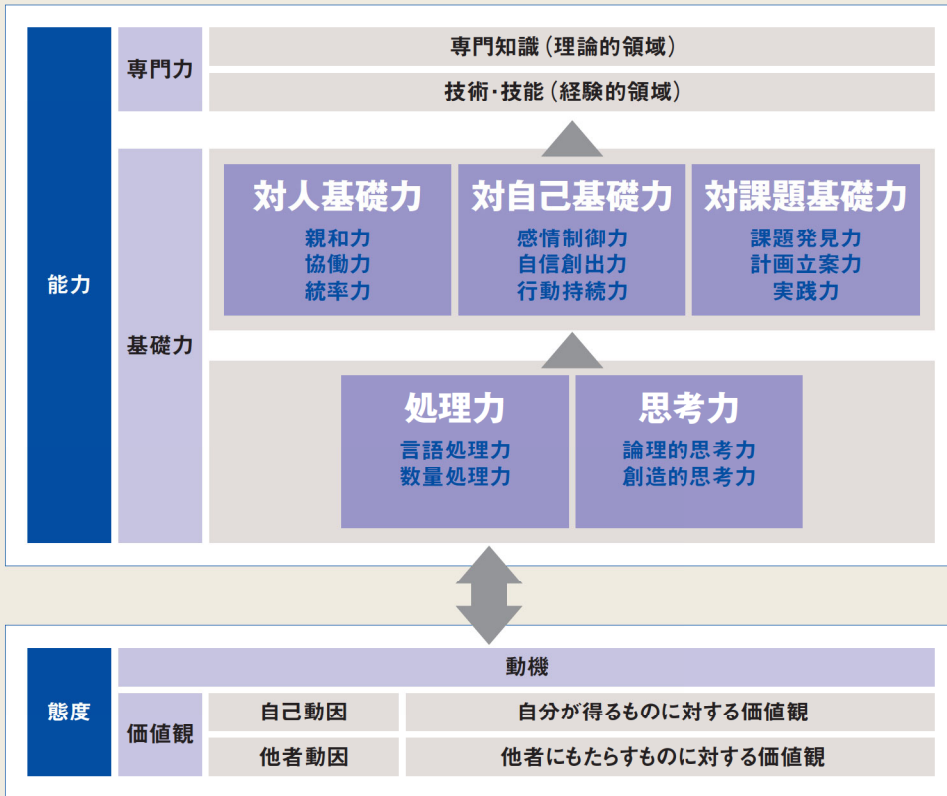 能力
専門力
専門知識（理論的領域）
技術・技能（経験的領域）
基礎力
対人基礎力
親和力
協働力
統率力
対自己基礎力
感情制御力
自信創出力
行動持続力
対課題基礎力
課題発見力
計画立案力
実践力
処理力
言語処理力
数量処理力
思考力
論理的思考力
創造的思考力
態度
動機
価値観
自己動因
自分が得るものに対する価値観
他者動因
他者にもたらすものに対する価値観